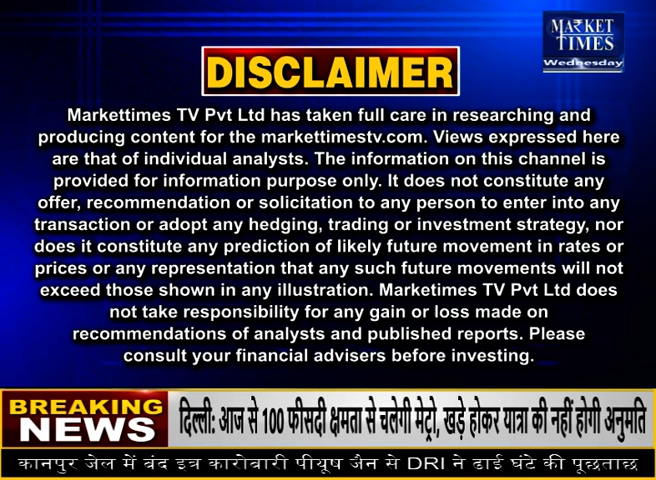 MARKET
TIMES
Wednesday
DISCLAIMER
Markettimes TV Pvt Ltd has taken full care in researching and
producing content for the markettimestv.com. Views expressed here
are that of individual analysts. The information on this channel is
provided for information purpose only. It does not constitute any
offer, recommendation or solicitation to any person to enter into any
transaction or adopt any hedging, trading or investment strategy, nor
does it constitute any prediction of likely future movement in rates or
prices or any representation that any such future movements will not
exceed those shown in any illustration. Marketimes TV Pvt Ltd does
not take responsibility for any gain or loss made on
recommendations of analysts and published reports. Please
consult your financial advisers before investing.
BREAKING
NEWS
दिल्ली: आज से 100 फीसदी क्षमता से चलेगी मेट्रो, खड़े होकर यात्रा की नहीं होगी अनुमति
कानपुर जेल में बंद इत्र कारोबारी पीयूष जैन से DRI ने ढाई घंटे की पूछताछ